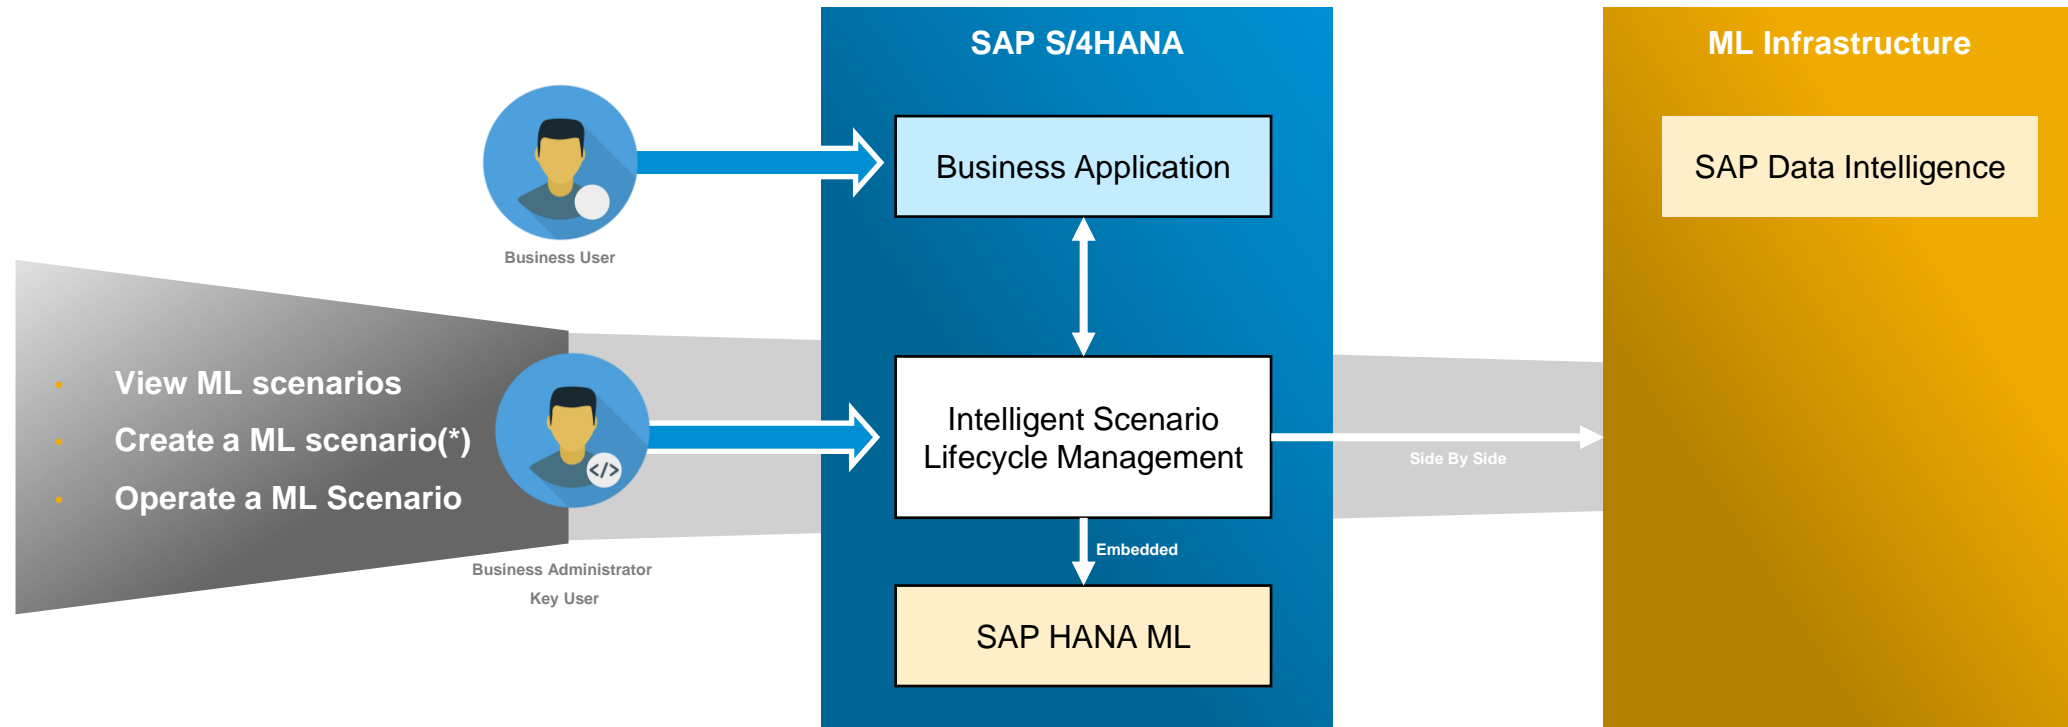 SAP S/4HANA
ML Infrastructure
Business Application
SAP Data Intelligence
Business User
• View ML scenarios
• Create a ML scenario(*)
• Operate a ML Scenario
</>
Business Administrator
Key User
Intelligent Scenario
Lifecycle Management
Side By Side
Embedded
SAP HANA ML